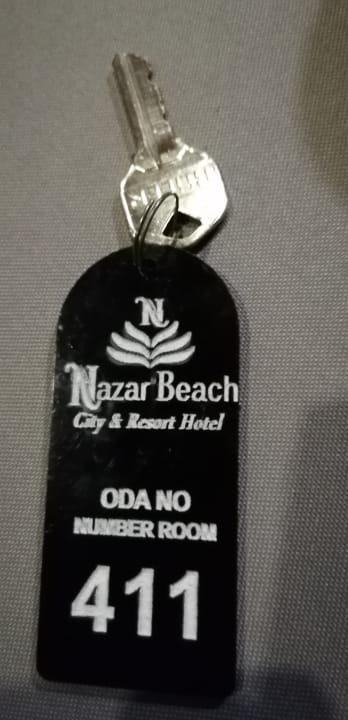 N
Nazar Beach
City & Resort Hotel
ODA NO
NUMBER ROOM
411